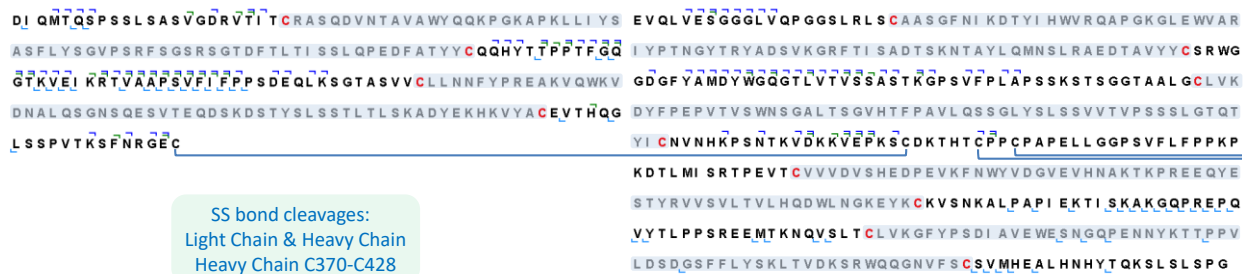 DIQMTQSPSSLSASVGDRVTITCRASQDVNTAVAWYQQKPGKAPKLLIYS
ASFLYSGVPSRFSGSRSGTDFTLTISSLQPEDFATYYCQQHYTTPPTFGQ
GTKVEIKRTVAAPSVFIFPPSDEQLKSGTASVVCLLNNFYPREAKVQWKV
DNALQSGNSQESVTEQDSKDSTYSLSSTLTLSKADYEKHKVYACEVTHQG
LSSPVTKSFNRGEC
SS bond cleavages:
Light Chain & Heavy Chain
Heavy Chain C370-C428
EVQLVESGGGLVQPGGSLRLSCAASGFNIKDTYIHWVRQAPGKGLEWVAR
IYPTNGYTRYADSVKGRFTISADTSKNTAYLQMNSLRAEDTAVYYCSRWG
GDGFYAMDYWGQGTLVTVSSASTKGPSVFPLAPSSKSTSGGTAALGCLVK
DYFPEPVTVSWNSGALTSGVHTFPAVLQSSGLYSLSSVVTVPSSSLGTQT
YICNVNHKPSNTKVDKKVEPKSCDKTHTCPPCPAPELLGGPSVFLFPPKP
KDTLMISRTPEVTCVVVDVSHEDPEVKFNWYVDGVEVHNAKTKPREEQYE
STYRVVSVLTVLHQDWLNGKEYKCKVSNKALPAPIEKTISKAKGQPREPQ
VYTLPPSREEMTKNQVSLTCLVKGFYPSDIAVEWESNGQPENNYKTTPPV
LDSDGSFFLYSKLTVDKSRWQQGNVFSCSVMHEALHNHYTQKSLSLSPG